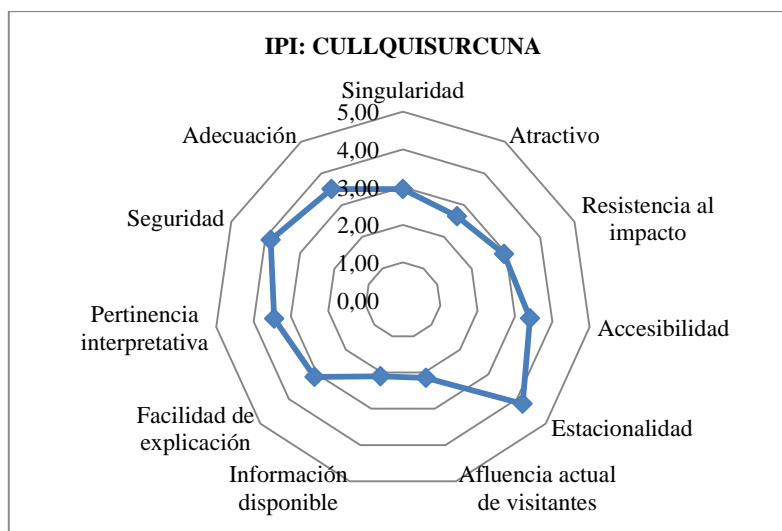 IPI: CULLQUISURCUNA
Singularidad
5,00
Adecuación
Atractivo
4,00
3,00
Seguridad
Resistencia al
impacto
2,00
1,00
0,00
Pertinencia
interpretativa
Accesibilidad
Facilidad de
explicación
Estacionalidad
Información
disponible
Afluencia actual
de visitantes